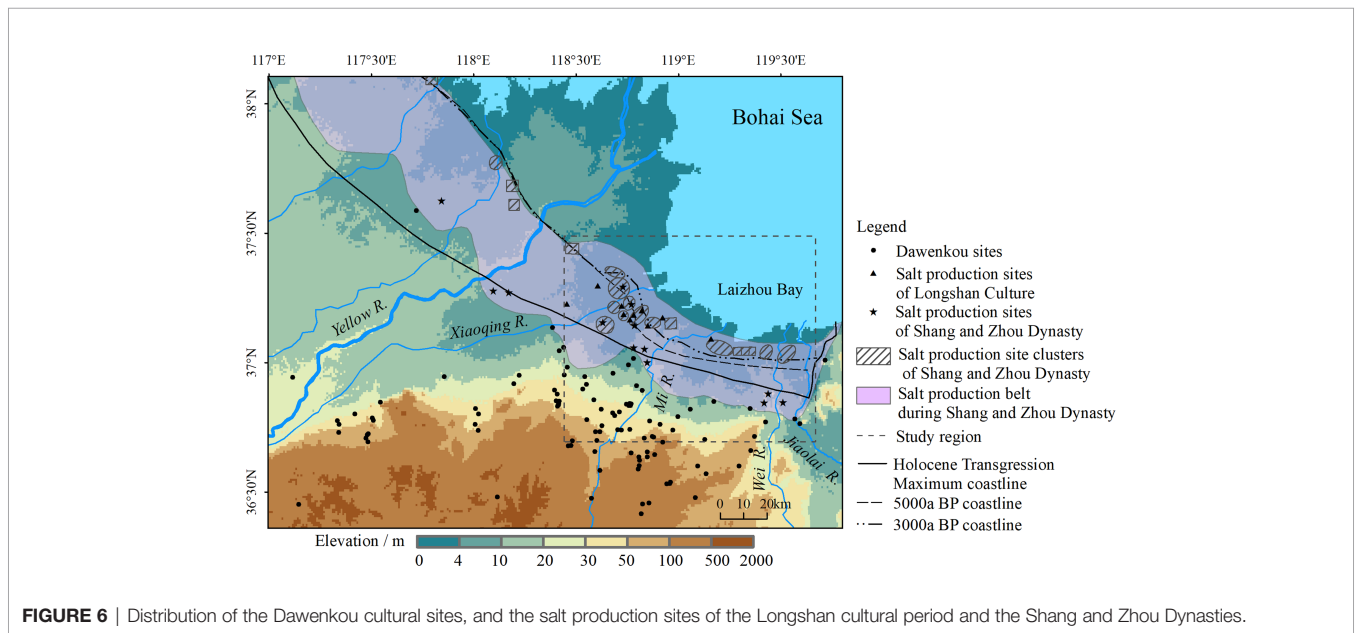 117°E
117°30'E
118°E
118°30'E
119°E
119°30'E
38°N
37°30'N
37°N
36°30'N
Bohai Sea
Laizhou Bay
Yellow R.
Xiaoqing R.
Mi R.
Wei R.
Jiaolai R.
0 10 20km
Elevation / m
0 4 10 20 30 50 100 500 2000
Legend
Dawenkou sites
Salt production sites
of Longshan Culture
Salt production sites
of Shang and Zhou Dynasty
Salt production site clusters
of Shang and Zhou Dynasty
Salt production belt
during Shang and Zhou Dynasty
Study region
Holocene Transgression
Maximum coastline
5000a BP coastline
3000a BP coastline
FIGURE 6 | Distribution of the Dawenkou cultural sites, and the salt production sites of the Longshan cultural period and the Shang and Zhou Dynasties.